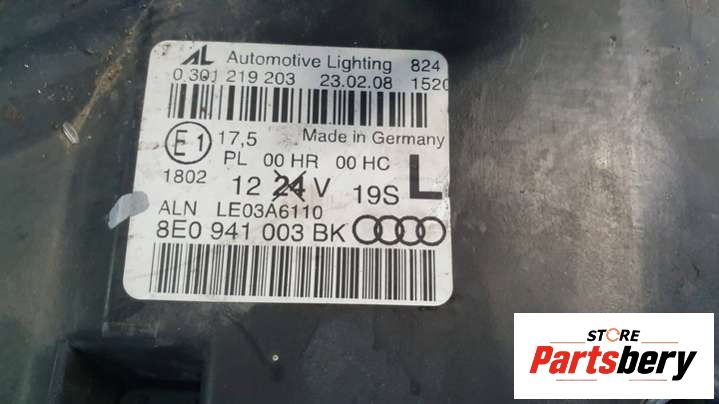 AL Automotive Lighting 824
0 301 219 203 23.02.08 1520
E1 17,5 Made in Germany
PL 00 HR 00 HC L
1802 12 24 V 19S
ALN LE03A6110
8E0 941 003 BK
STORE
Partsbery